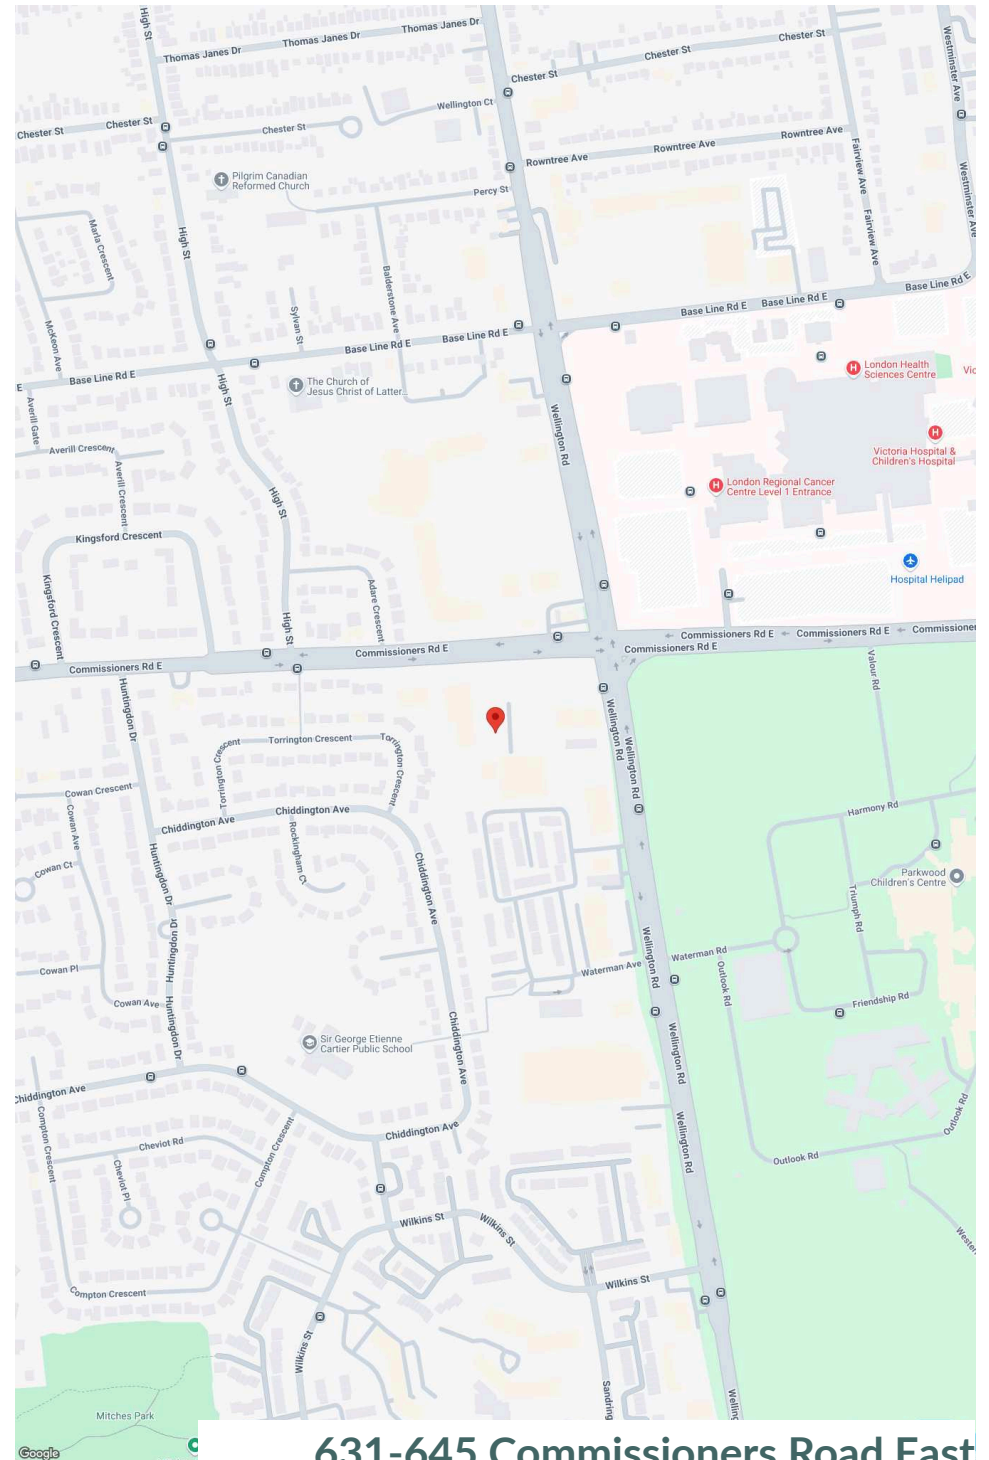 High St
Thomas Janes Dr
Thomas Janes Dr
Thomas Janes Dr
Chester St
Chester St
Chester St
Westminster Ave
Chester St
Chester St
Chester St
Wellington Ct
Rowntree Ave
Rowntree Ave
Rowntree Ave
Fairview Ave
Westminster Ave
Pilgrim Canadian
Reformed Church
Percy St
Marla Crescent
High St
Fairview Ave
Balderstone Ave
Base Line Rd E
Base Line Rd E
Base Line Rd E
Sylvan St
McKeon Ave
Base Line Rd E
Base Line Rd E
London Health
Sciences Centre
Vic
E
Base Line Rd E
High St
The Church of
Jesus Christ of Latter...
Averill Gate
Wellington Rd
Averill Crescent
Averill Crescent
Victoria Hospital &
Children's Hospital
London Regional Cancer
Centre Level 1 Entrance
High St
Kingsford Crescent
Hospital Helipad
Kingsford Crescent
Adare Crescent
High St
Commissioners Rd E
Commissioners Rd E
Commissioner
Commissioners Rd E
Commissioners Rd E
Commissioners Rd E
Valour Rd
Huntingdon Dr
Wellington Rd
Wellington Rd
Torrington Crescent
Torrington Crescent
Torrington Crescent
Cowan Crescent
Cowan Ave
Chiddington Ave
Chiddington Ave
Harmony Rd
Rockingham Ct
Cowan Ct
Huntingdon Dr
Chiddington Ave
Parkwood
Children's Centre
Triumph Rd
Huntingdon Dr
Wellington Rd
Waterman Rd
Waterman Ave
Cowan Pl
Outlook Rd
Cowan Ave
Huntingdon Dr
Friendship Rd
Sir George Etienne
Cartier Public School
Chiddington Ave
Wellington Rd
Chiddington Ave
Compton Crescent
Outlook Rd
Wellington Rd
Chiddington Ave
Cheviot Rd
Compton Crescent
Outlook Rd
Cheviot Pl
Wilkins St
Wilkins St
Wester
Compton Crescent
Wilkins St
Wilkins St
Sandring
Welling
Mitches Park
Google
631-645 Commissioners Road East